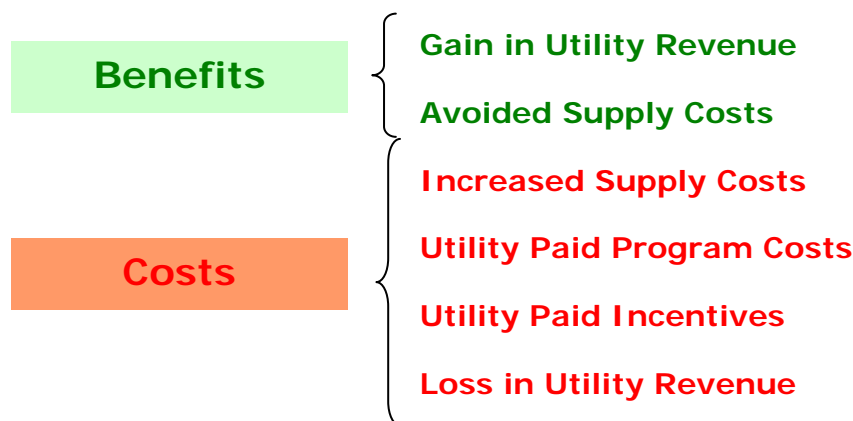 Benefits
Gain in Utility Revenue
Avoided Supply Costs
Costs
Increased Supply Costs
Utility Paid Program Costs
Utility Paid Incentives
Loss in Utility Revenue